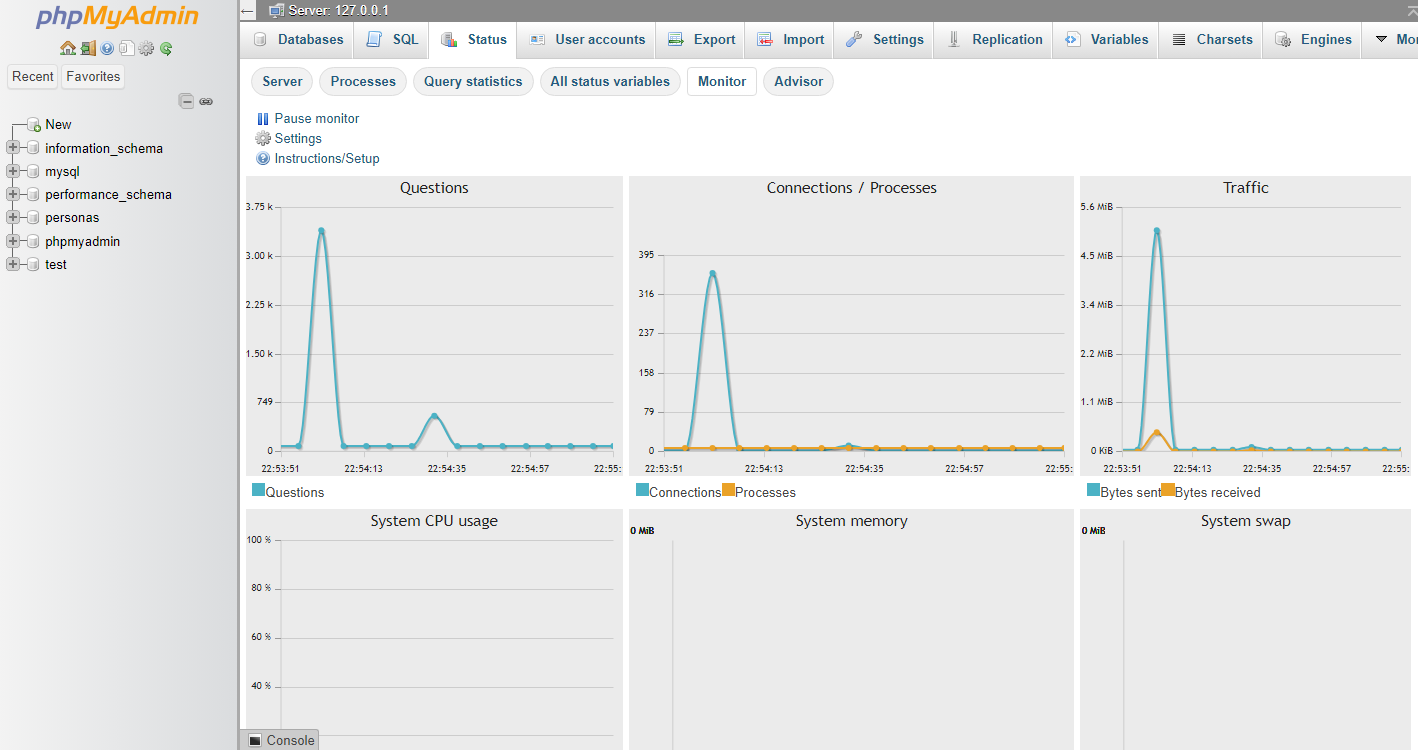 phpMyAdmin
Recent Favorites
New
information_schema
mysql
performance_schema
personas
phpmyadmin
test
Server: 127.0.0.1
Databases SQL Status User accounts Export Import Settings Replication Variables Charsets Engines Mor
Server Processes Query statistics All status variables Monitor Advisor
Pause monitor
Settings
Instructions/Setup
Questions
3.75 k
3.00 k
2.25 k
1.50 k
749
0
22:53:51 22:54:13 22:54:35 22:54:57 22:55:
Questions
Connections / Processes
395
316
237
158
79
0
22:53:51 22:54:13 22:54:35 22:54:57 22:55:
Connections Processes
Traffic
5.6 MiB
4.5 MiB
3.4 MiB
2.2 MiB
1.1 MiB
0 KiB
22:53:51 22:54:13 22:54:35 22:54:57 22:55:
Bytes sent Bytes received
System CPU usage
100 %
80 %
60 %
40 %
System memory
0 MiB
System swap
0 MiB
Console